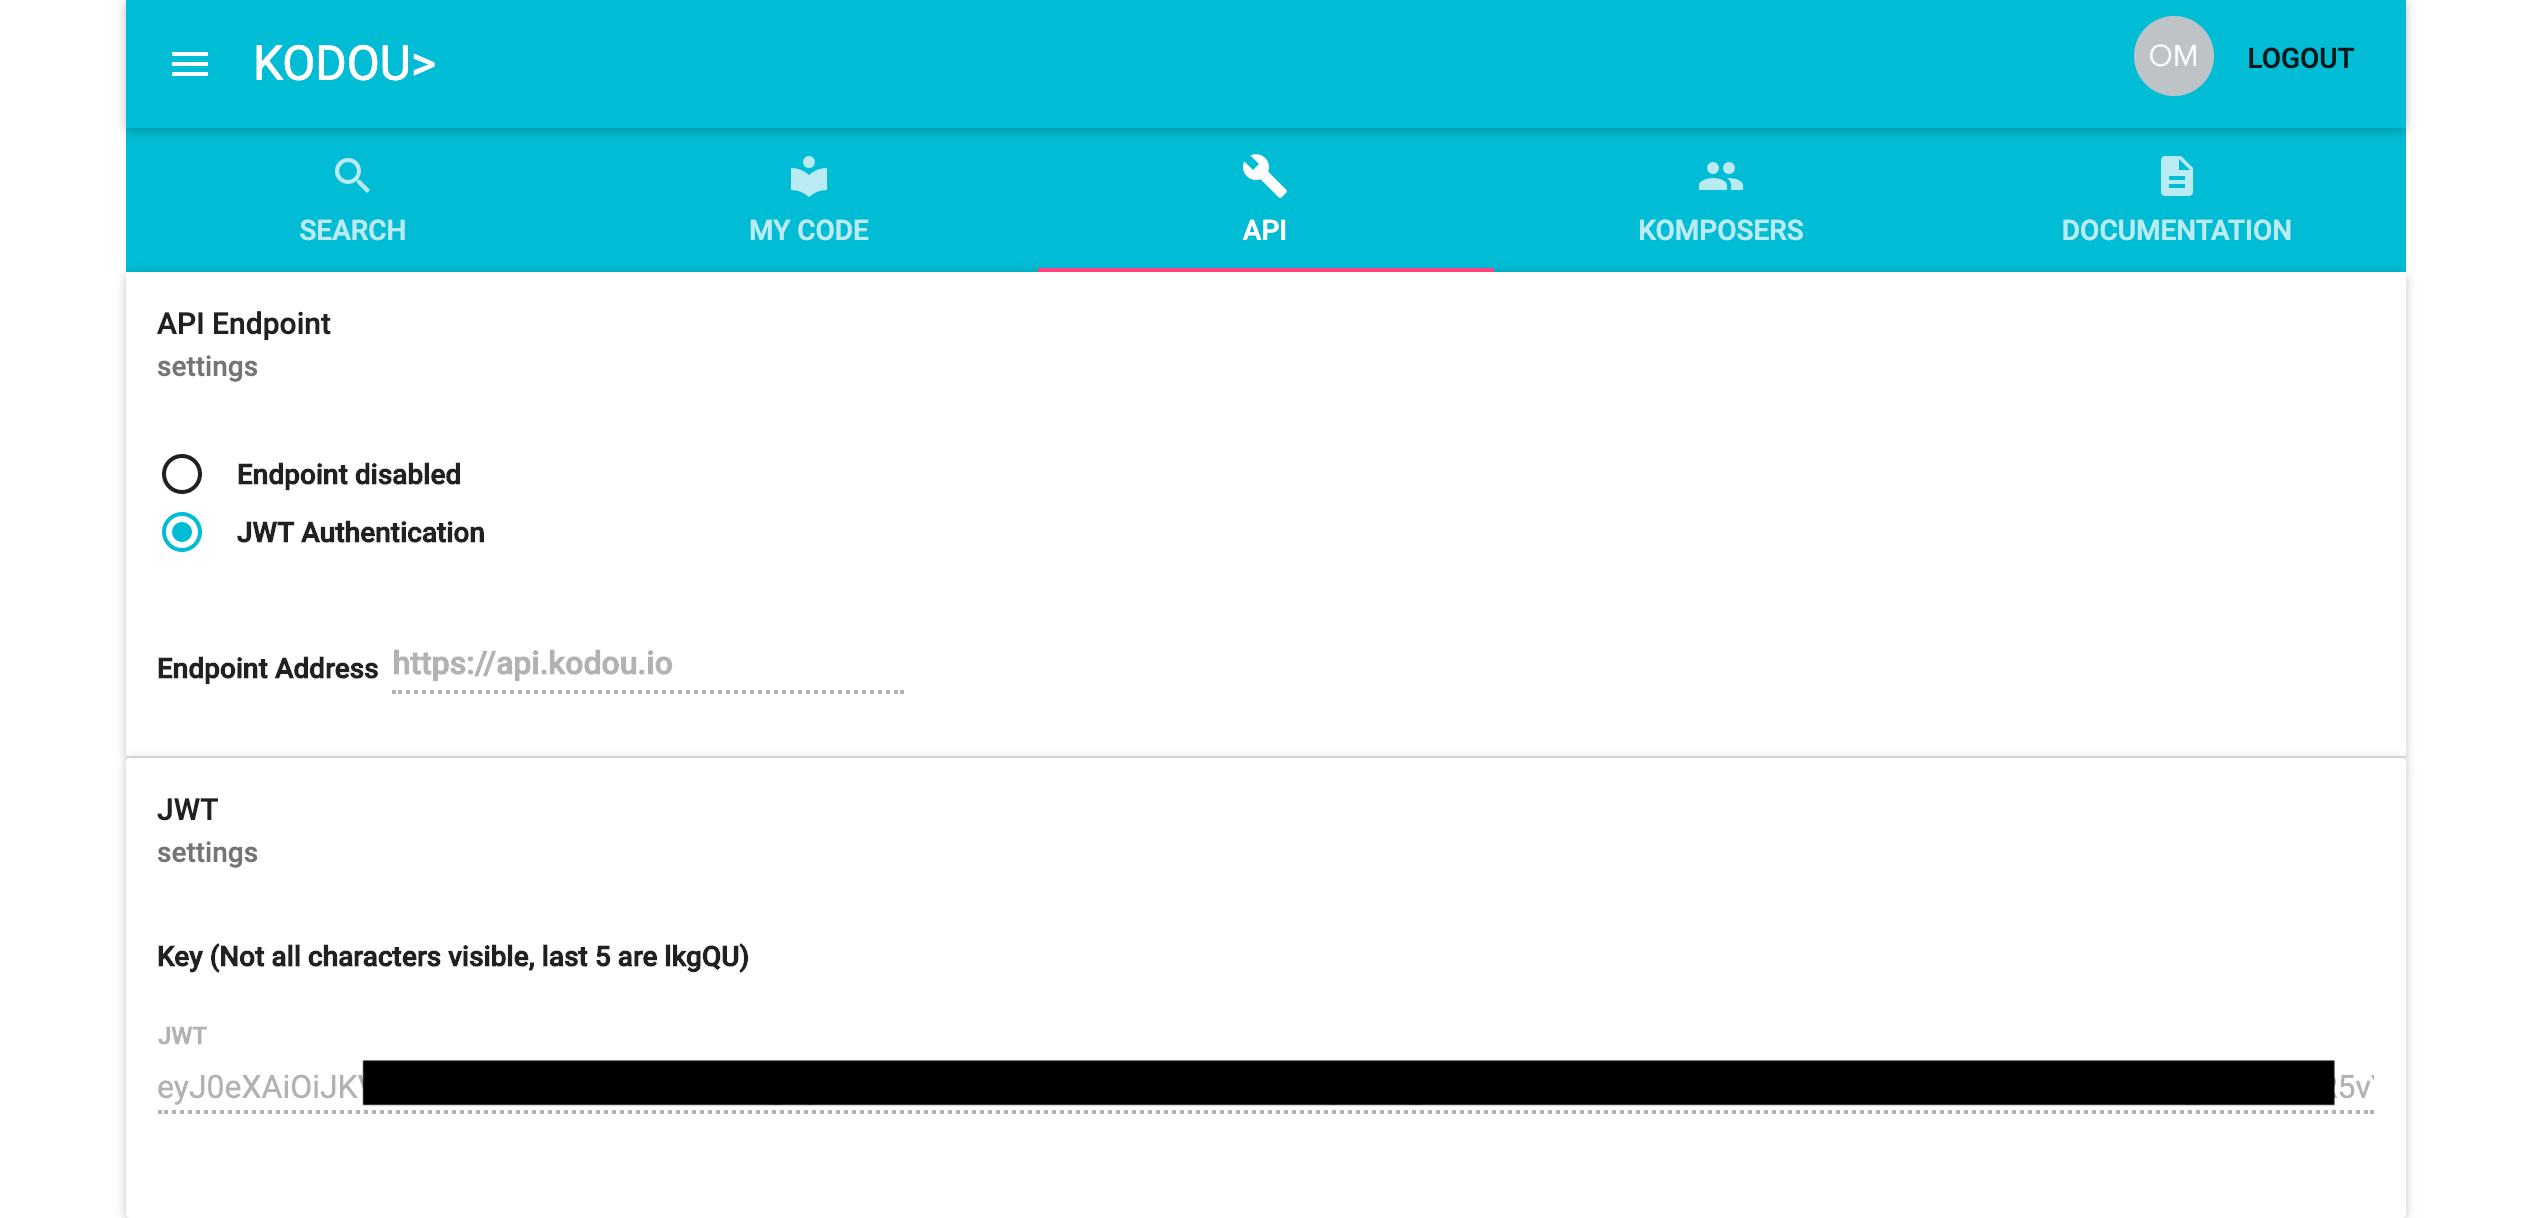 KODOU>
OM
LOGOUT
SEARCH
MY CODE
API
KOMPOSERS
DOCUMENTATION
API Endpoint
settings
Endpoint disabled
JWT Authentication
Endpoint Address https://api.kodou.io
JWT
settings
Key (Not all characters visible, last 5 are lkgQU)
JWT
eyJ0eXAiOiJK 5v